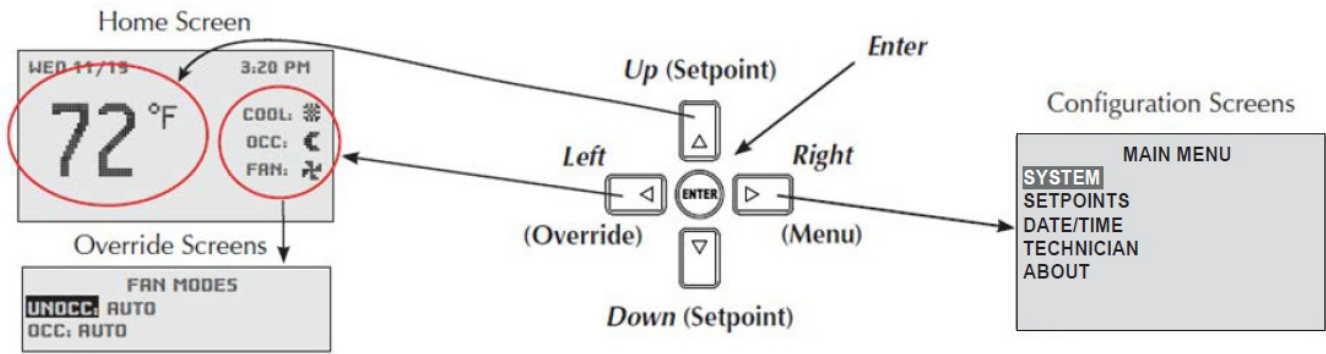 Home Screen
WED 11/19 3:20 PM
72 °F
COOL:
OCC:
FAN:
Override Screens
FAN MODES
UNOCC: AUTO
OCC: AUTO
Enter
Up (Setpoint)
Left
Right
ENTER
(Override)
(Menu)
Down (Setpoint)
Configuration Screens
MAIN MENU
SYSTEM
SETPOINTS
DATE/TIME
TECHNICIAN
ABOUT